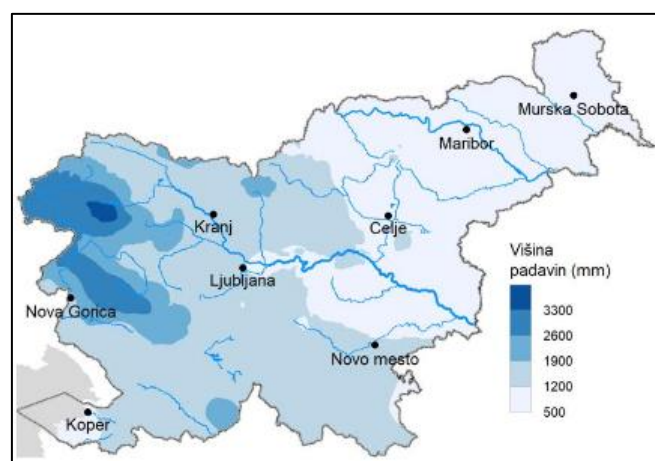 Murska Sobota
Maribor
Kranj
Celje
Ljubljana
Nova Gorica
Novo mesto
Koper
Višina
padavin (mm)
3300
2600
1900
1200
500